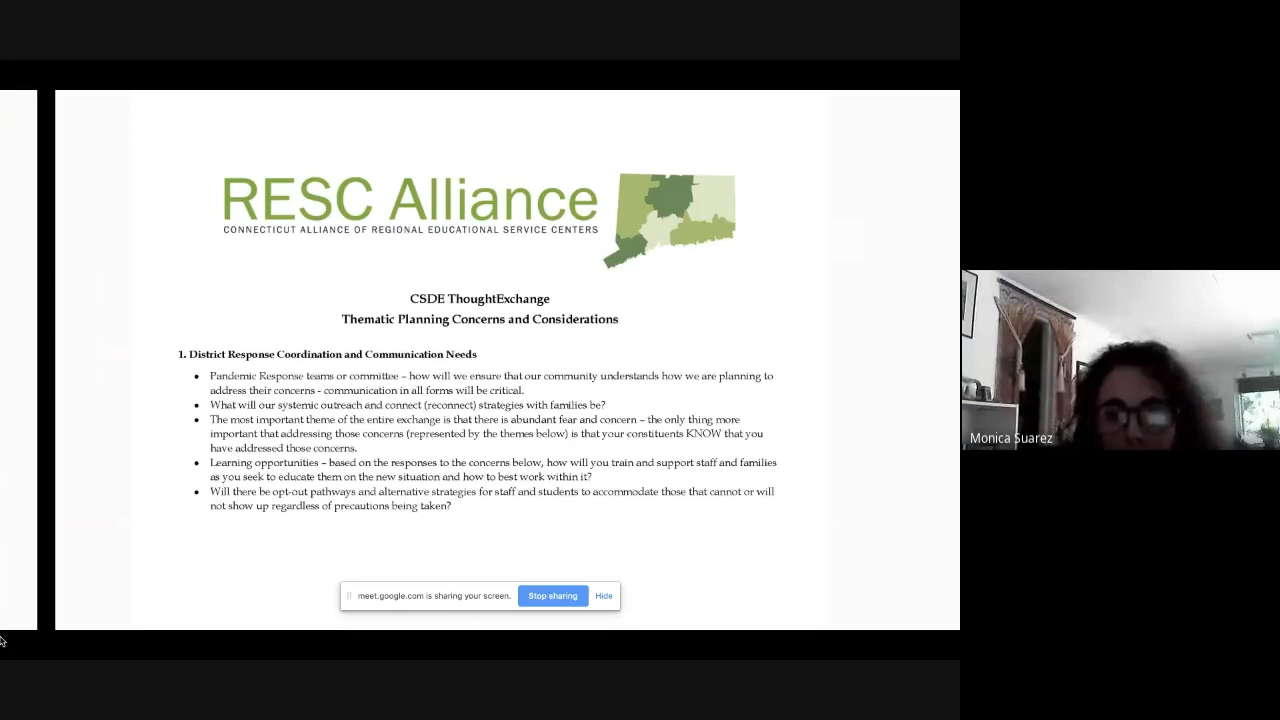 RESC Alliance
CONNECTICUT ALLIANCE OF REGIONAL EDUCATIONAL SERVICE CENTERS
CSDE ThoughtExchange
Thematic Planning Concerns and Considerations
1. District Response Coordination and Communication Needs
• Pandemic Response teams or committee – how will we ensure that our community understands how we are planning to
address their concerns - communication in all forms will be critical.
• What will our systemic outreach and connect (reconnect) strategies with families be?
• The most important theme of the entire exchange is that there is abundant fear and concern – the only thing more
important that addressing those concerns (represented by the themes below) is that your constituents KNOW that you
have addressed those concerns.
• Learning opportunities – based on the responses to the concerns below, how will you train and support staff and families
as you seek to educate them on the new situation and how to best work within it?
• Will there be opt-out pathways and alternative strategies for staff and students to accommodate those that cannot or will
not show up regardless of precautions being taken?
meet.google.com is sharing your screen. Stop sharing Hide
Monica Suarez